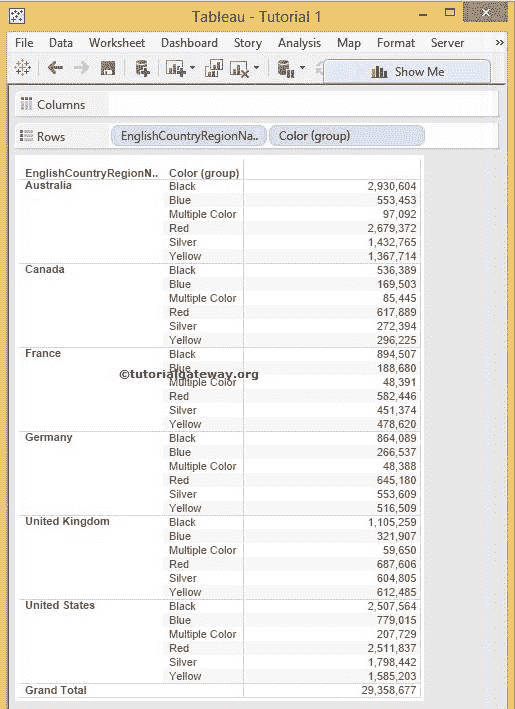 Tableau - Tutorial 1
File Data Worksheet Dashboard Story Analysis Map Format Server »
Show Me
Columns
Rows EnglishCountryRegionNa.. Color (group)
EnglishCountryRegionN.. Color (group)
Australia Black 2,930,604
Blue 553,453
Multiple Color 97,092
Red 2,679,372
Silver 1,432,765
Yellow 1,367,714
Canada Black 536,389
Blue 169,503
Multiple Color 85,445
Red 617,889
Silver 272,394
Yellow 296,225
France Black 894,507
Blue 188,680
©tutorialgateway.org
Multiple Color 48,391
Red 582,446
Silver 451,374
Yellow 478,620
Germany Black 864,089
Blue 266,537
Multiple Color 48,388
Red 645,180
Silver 553,609
Yellow 516,509
United Kingdom Black 1,105,259
Blue 321,907
Multiple Color 59,650
Red 687,606
Silver 604,805
Yellow 612,485
United States Black 2,507,564
Blue 779,015
Multiple Color 207,729
Red 2,511,837
Silver 1,798,442
Yellow 1,585,203
Grand Total 29,358,677